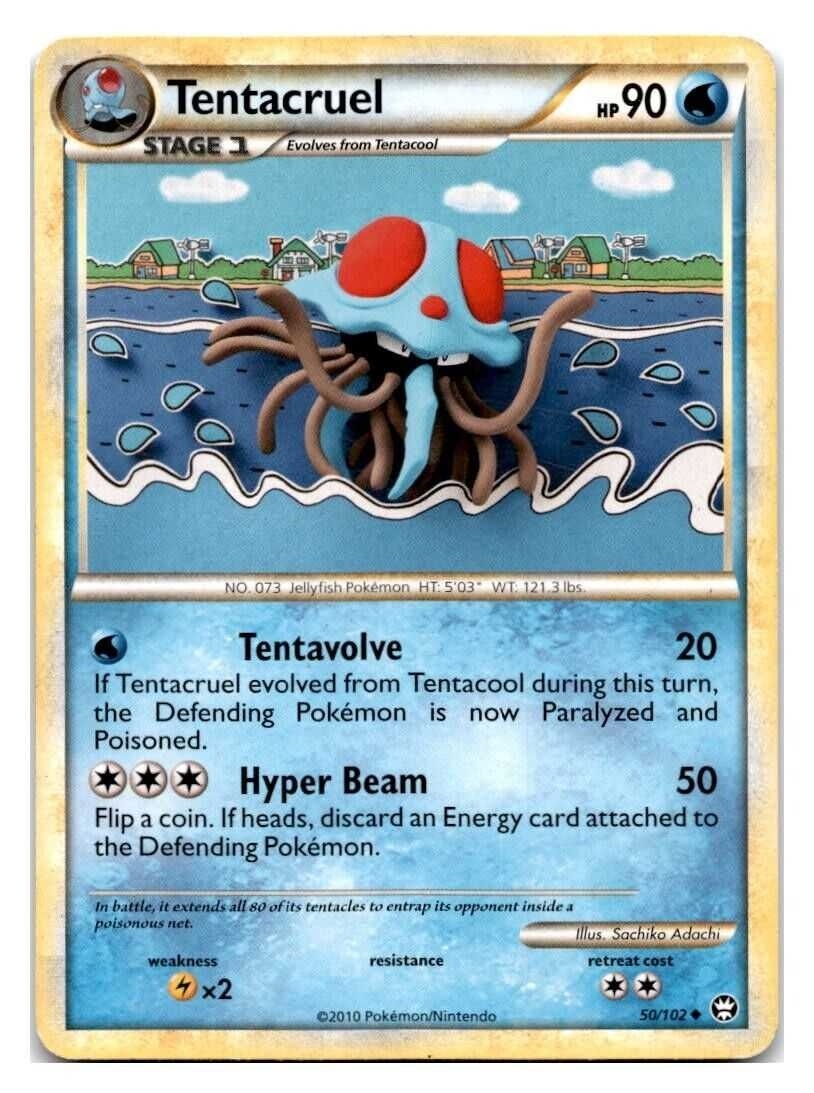 Tentacruel
HP 90
STAGE 1
Evolves from Tentacool
NO. 073 Jellyfish Pokémon HT: 5'03" WT: 121.3 lbs.
Tentavolve 20
If Tentacruel evolved from Tentacool during this turn,
the Defending Pokémon is now Paralyzed and
Poisoned.
Hyper Beam 50
Flip a coin. If heads, discard an Energy card attached to
the Defending Pokémon.
In battle, it extends all 80 of its tentacles to entrap its opponent inside a
poisonous net.
Illus. Sachiko Adachi
weakness resistance retreat cost
x2
©2010 Pokémon/Nintendo
50/102